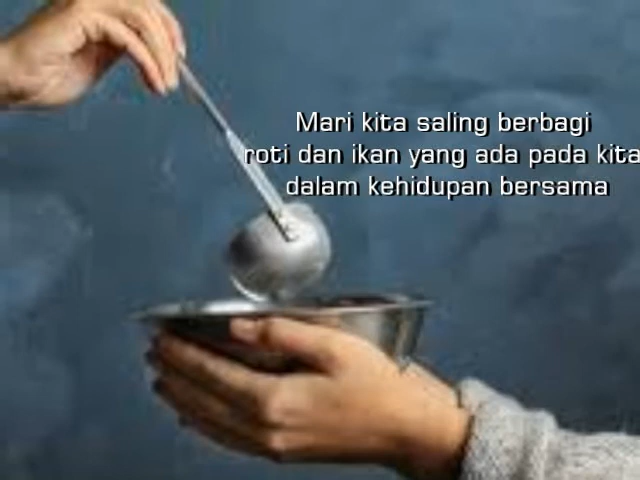 Mari kita saling berbagi
roti dan ikan yang ada pada kita
dalam kehidupan bersama